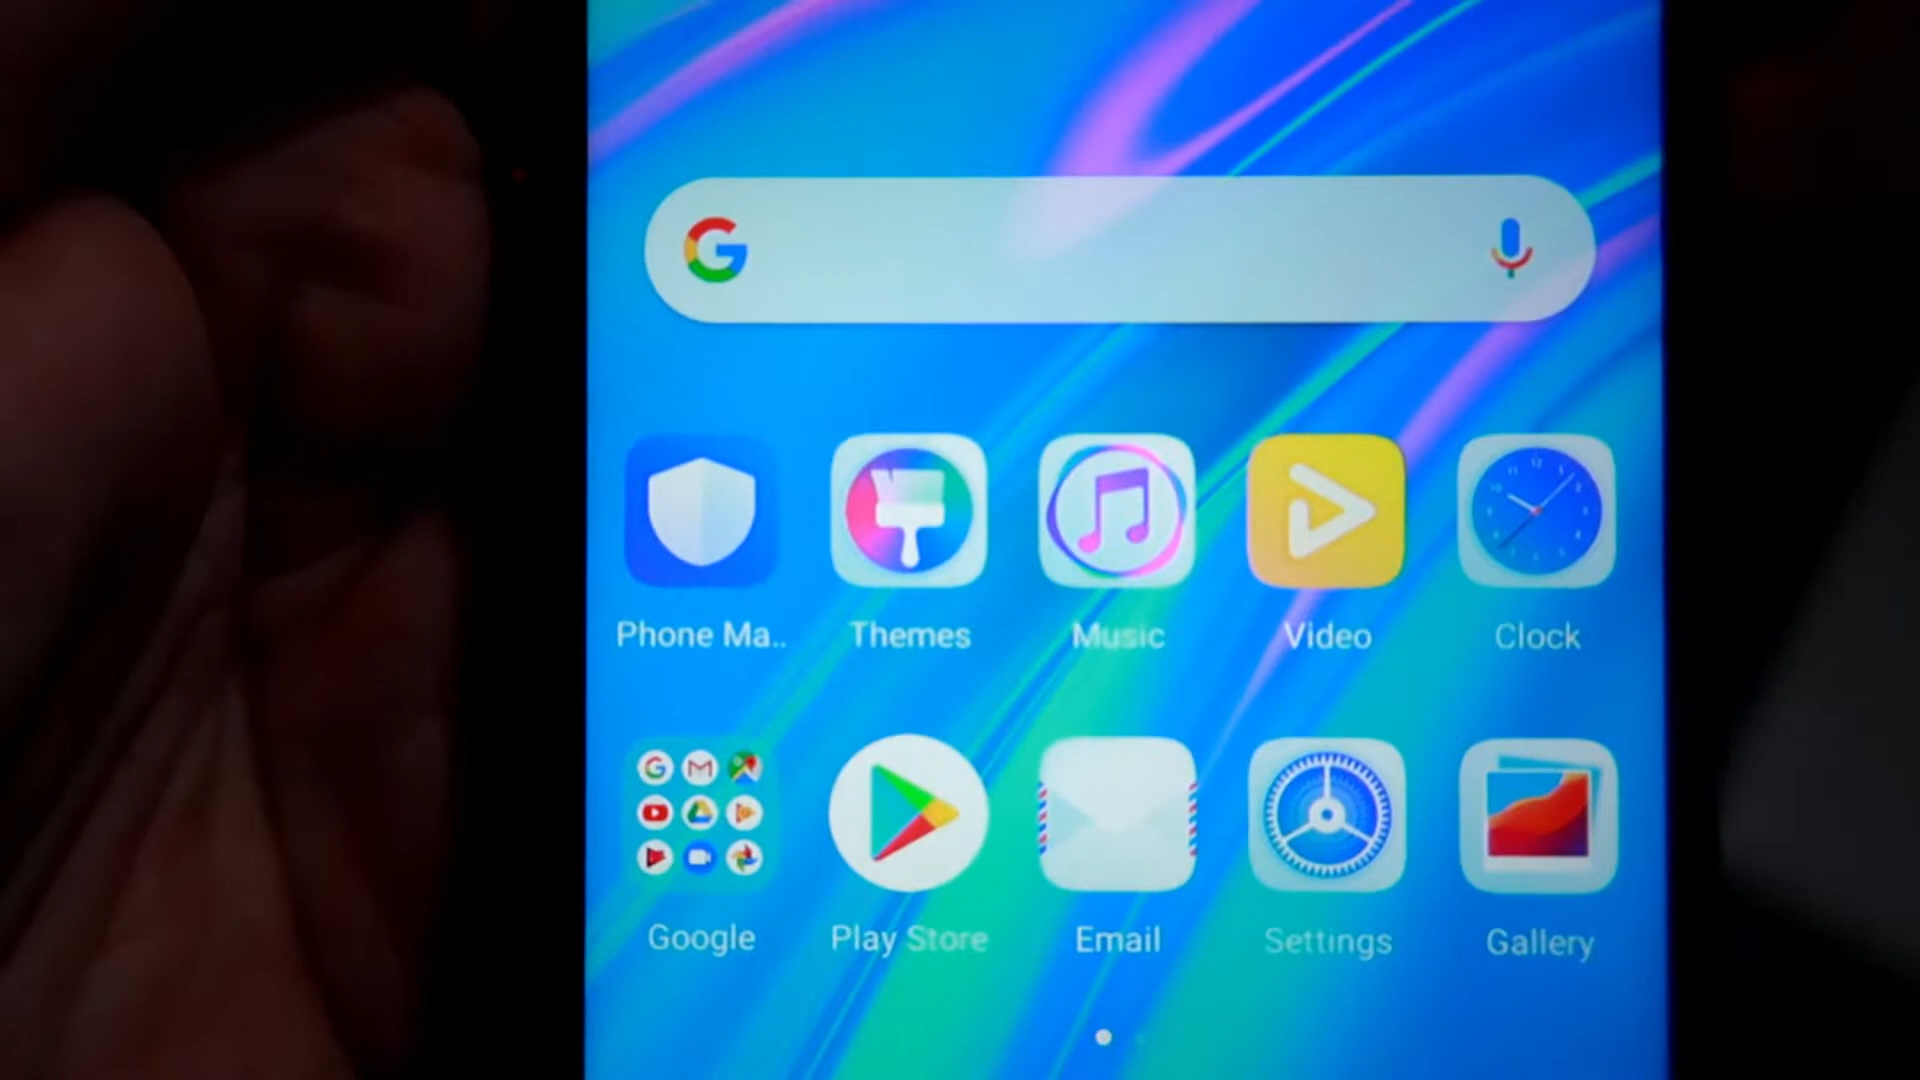 Phone Ma..
Themes
Music
Video
Clock
Google
Play Store
Email
Settings
Gallery